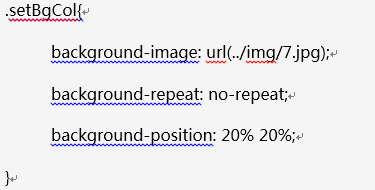 .setBgCol{
background-image: url(../img/7.jpg);
background-repeat: no-repeat;
background-position: 20% 20%;
}